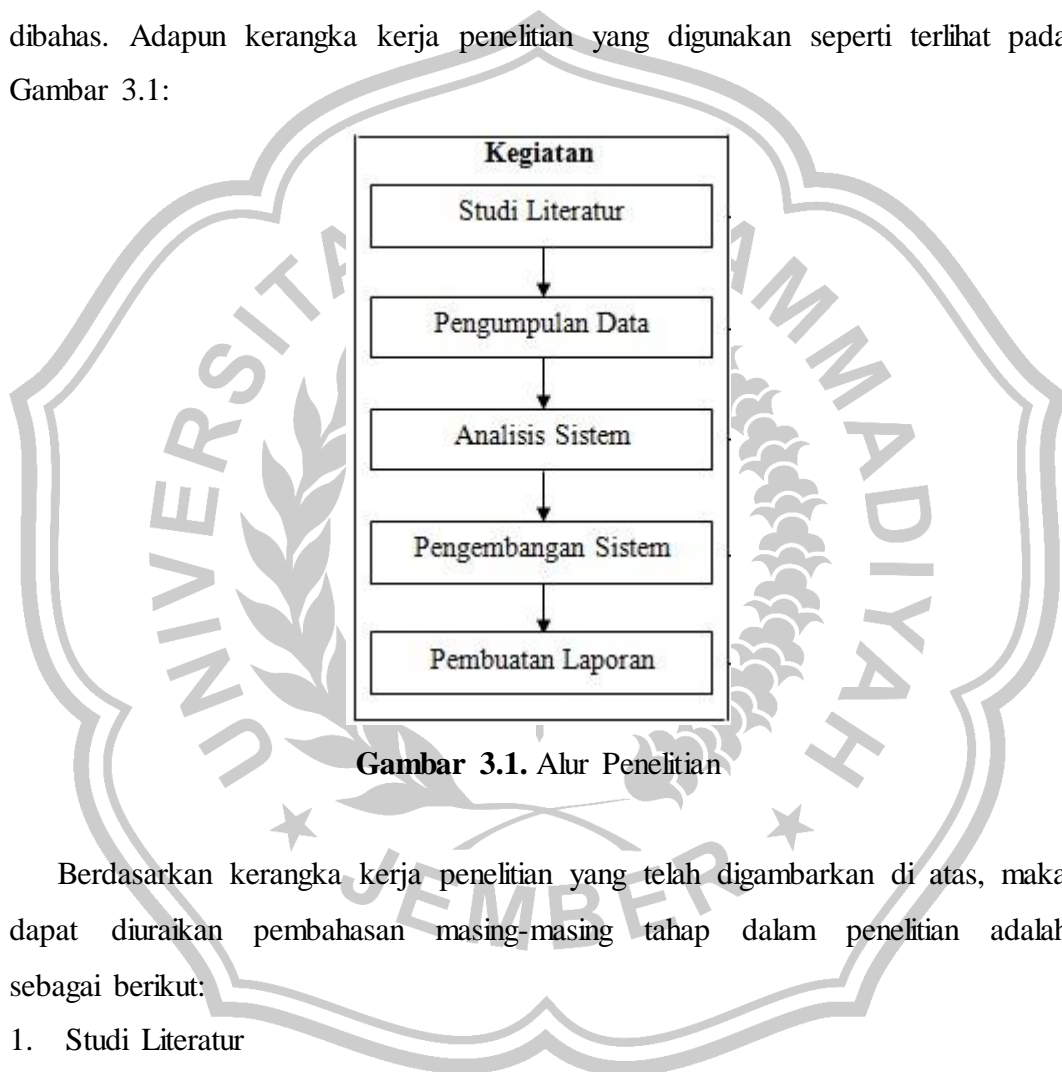 dibahas. Adapun kerangka kerja penelitian yang digunakan seperti terlihat pada
Gambar 3.1:
Kegiatan
Studi Literatur
Pengumpulan Data
Analisis Sistem
Pengembangan Sistem
Pembuatan Laporan
Gambar 3.1. Alur Penelitian
Berdasarkan kerangka kerja penelitian yang telah digambarkan di atas, maka
dapat diuraikan pembahasan masing-masing tahap dalam penelitian adalah
sebagai berikut:
1. Studi Literatur
JEMBER